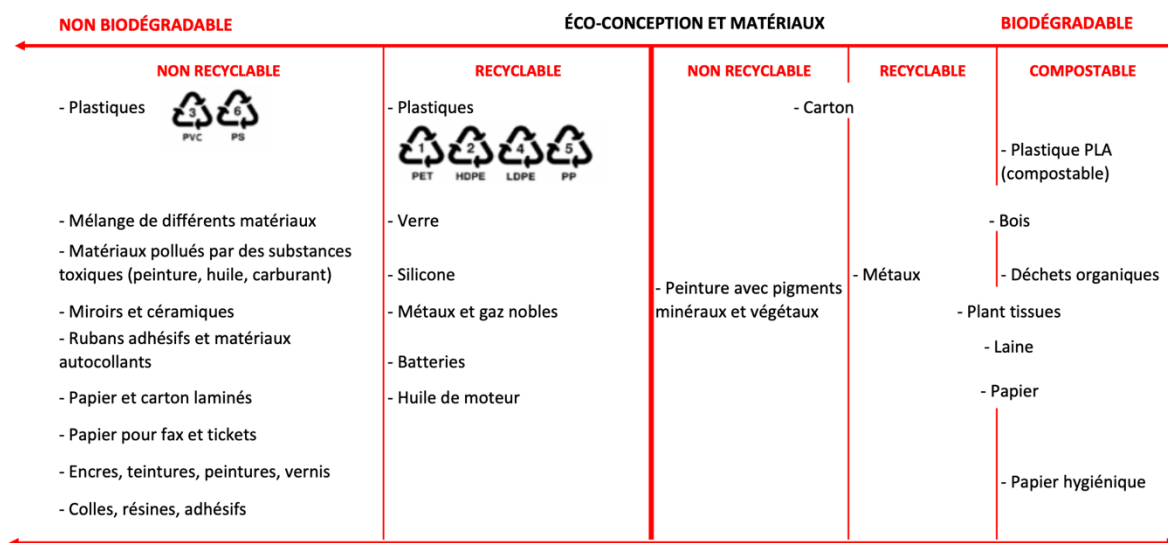 NON BIODÉGRADABLE
ÉCO-CONCEPTION ET MATÉRIAUX
BIODÉGRADABLE
NON RECYCLABLE
RECYCLABLE
NON RECYCLABLE
RECYCLABLE
COMPOSTABLE
- Plastiques
3
PVC
6
PS
- Mélange de différents matériaux
- Matériaux pollués par des substances
toxiques (peinture, huile, carburant)
- Miroirs et céramiques
- Rubans adhésifs et matériaux
autocollants
- Papier et carton laminés
- Papier pour fax et tickets
- Encres, teintures, peintures, vernis
- Colles, résines, adhésifs
- Plastiques
1
PET
2
HDPE
4
LDPE
5
PP
- Verre
- Silicone
- Métaux et gaz nobles
- Batteries
- Huile de moteur
- Carton
- Peinture avec pigments
minéraux et végétaux
- Métaux
- Plastique PLA
(compostable)
- Bois
- Déchets organiques
- Plant tissues
- Laine
- Papier
- Papier hygiénique